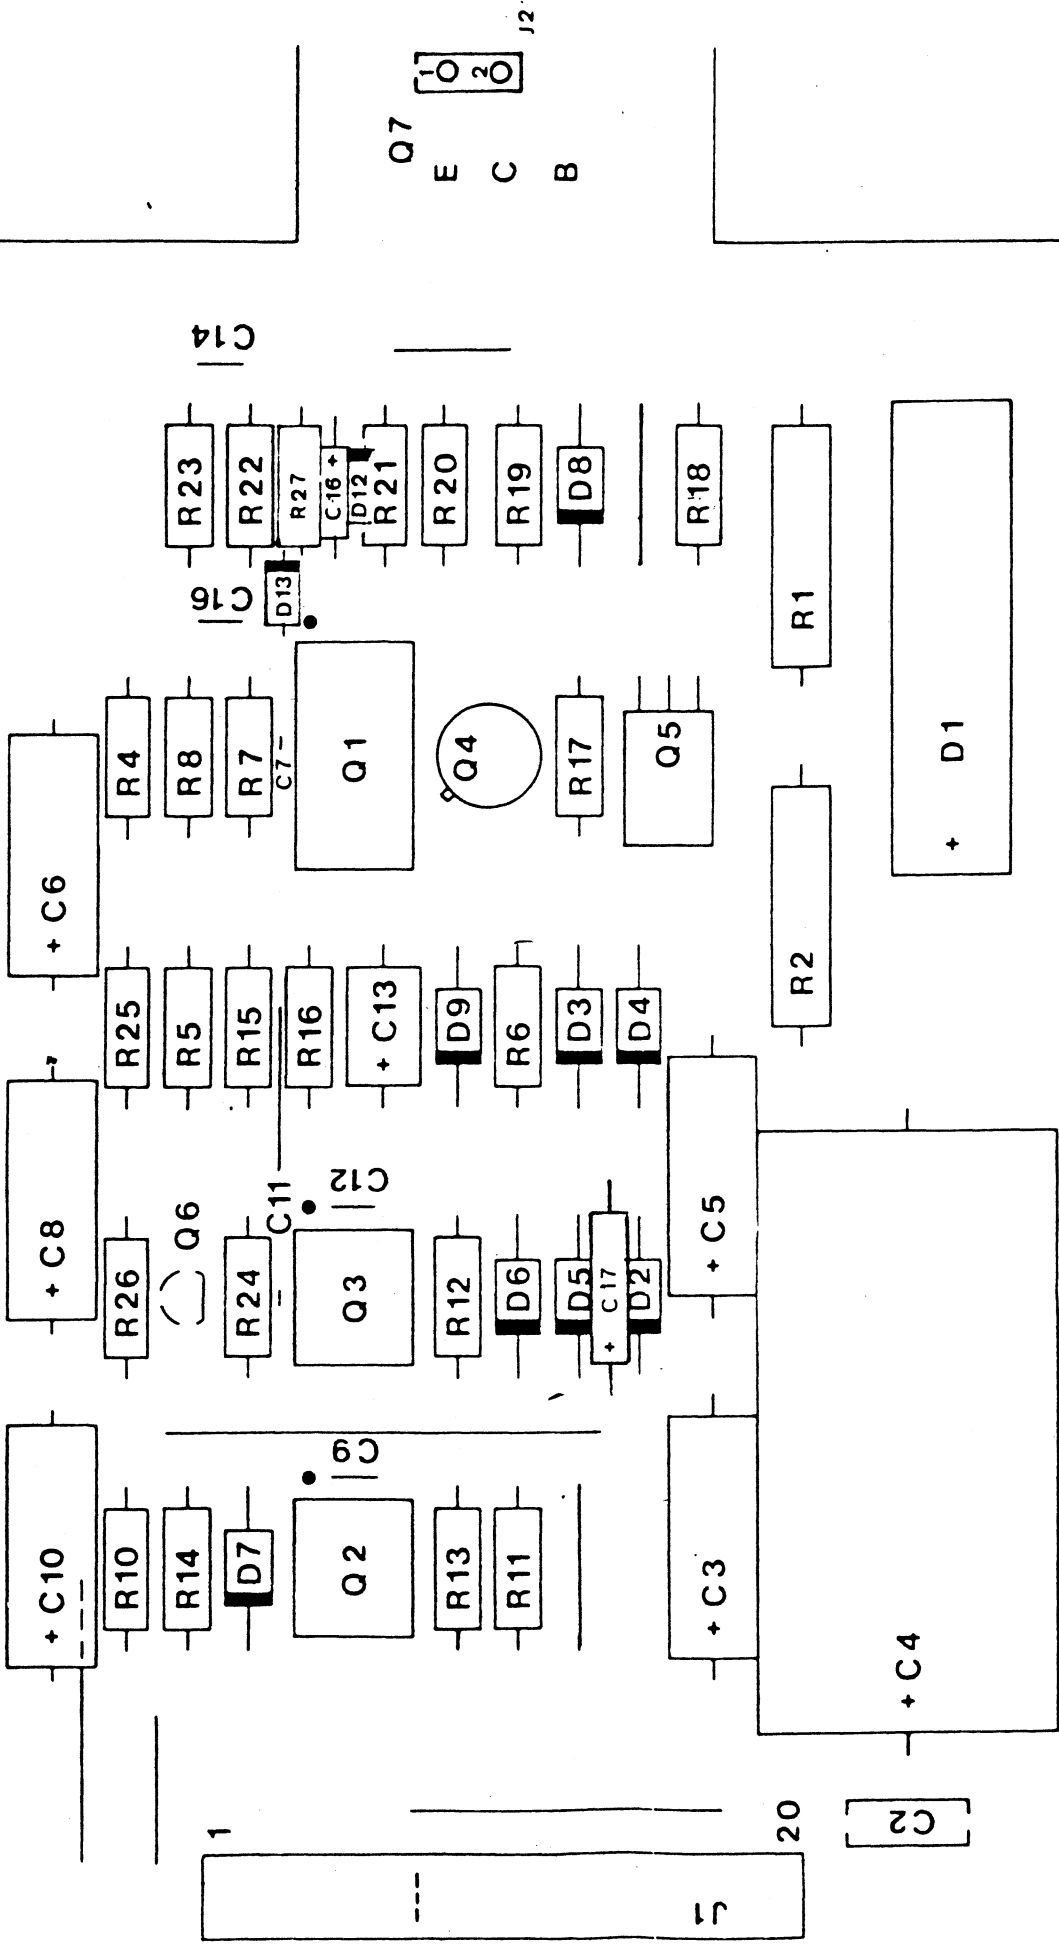 J2
1 2
Q7
E
C
B
C14
R23
R22
R27
C16 +
D12
R21
R20
R19
D8
R18
C16
D13
R1
R4
R8
R7
C7
Q1
Q4
R17
Q5
D1
+
+ C6
R25
R5
R15
R16
+ C13
D9
R6
D3
D4
R2
+ C8
R26
Q6
R24
C11
C12
Q3
R12
D6
D5
+ C17
D2
+ C5
+ C10
R10
R14
D7
C9
Q2
R13
R11
+ C3
+ C4
1
20
C2
J1